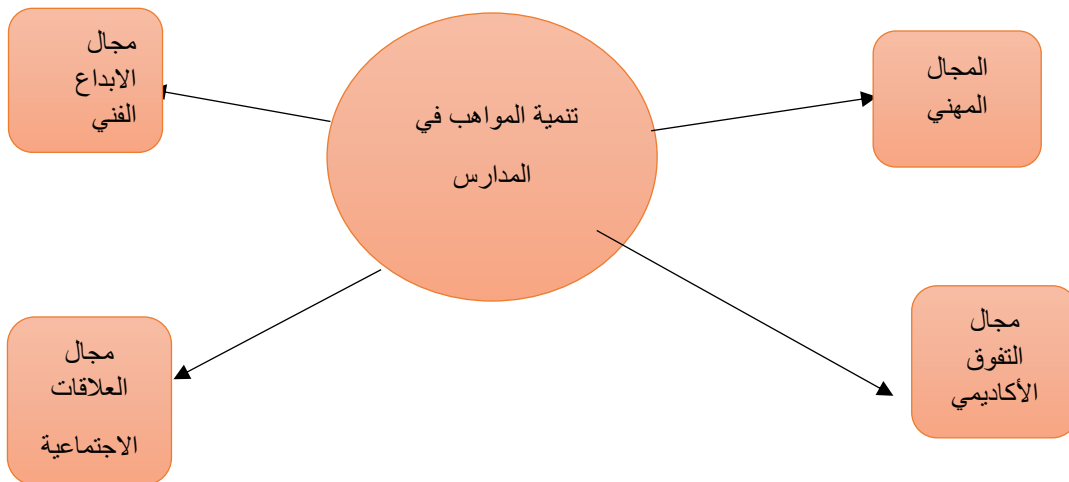 تنمية المواهب في
المدارس
المجال
المهني
مجال
الابداع
الفني
مجال
التفوق
الأكاديمي
مجال
العلاقات
الاجتماعية